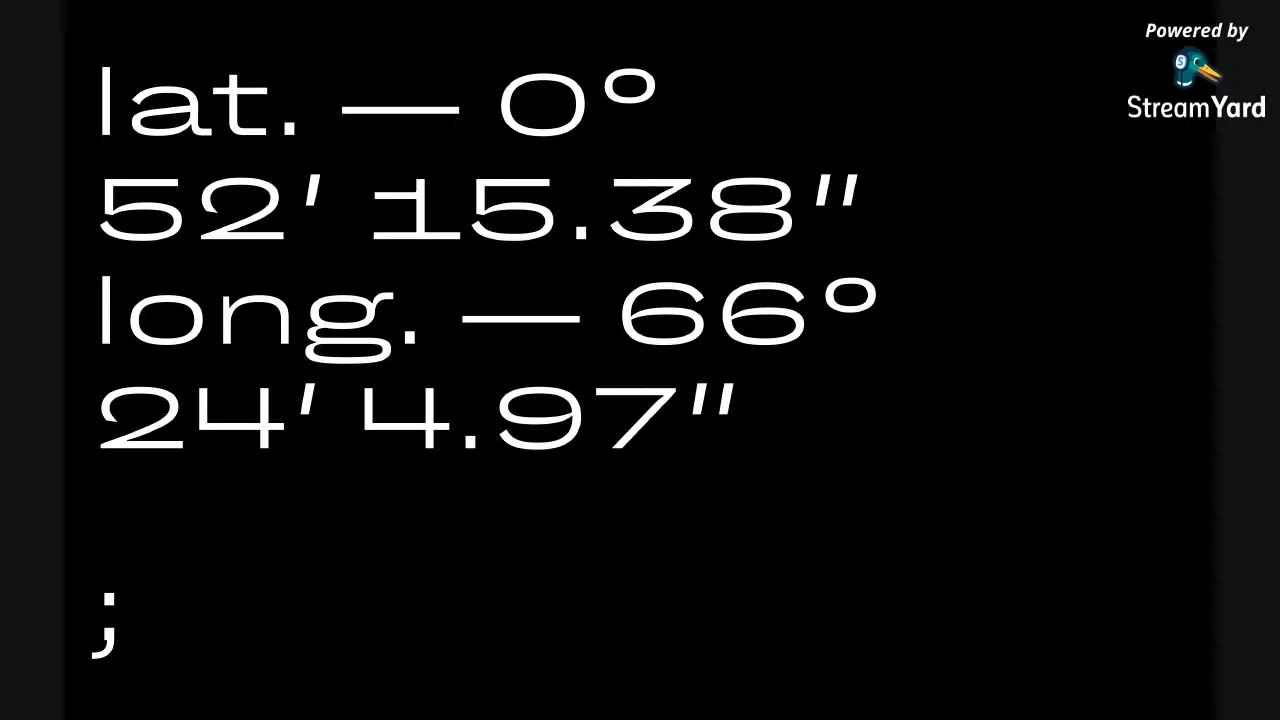 Powered by
StreamYard
lat. — 0°
52′ 15.38″
long. — 66°
24′ 4.97″
;